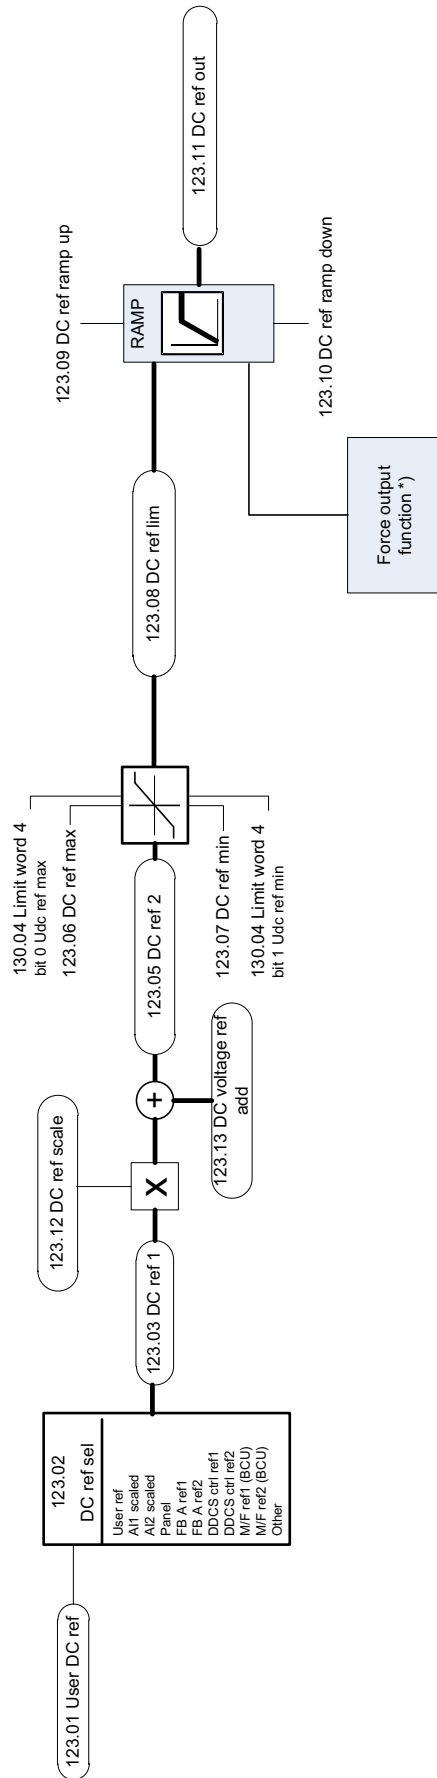 123.01 User DC ref
123.02
DC ref sel
User ref
AI1 scaled
AI2 scaled
Panel
FB A ref1
FB A ref2
DDCS ctrl ref1
DDCS ctrl ref2
M/F ref1 (BCU)
M/F ref2 (BCU)
Other
123.03 DC ref 1
123.12 DC ref scale
X
+
123.13 DC voltage ref
add
123.05 DC ref 2
130.04 Limit word 4
bit 0 Udc ref max
123.06 DC ref max
123.07 DC ref min
130.04 Limit word 4
bit 1 Udc ref min
123.08 DC ref lim
Force output
function *)
123.09 DC ref ramp up
RAMP
123.10 DC ref ramp down
123.11 DC ref out